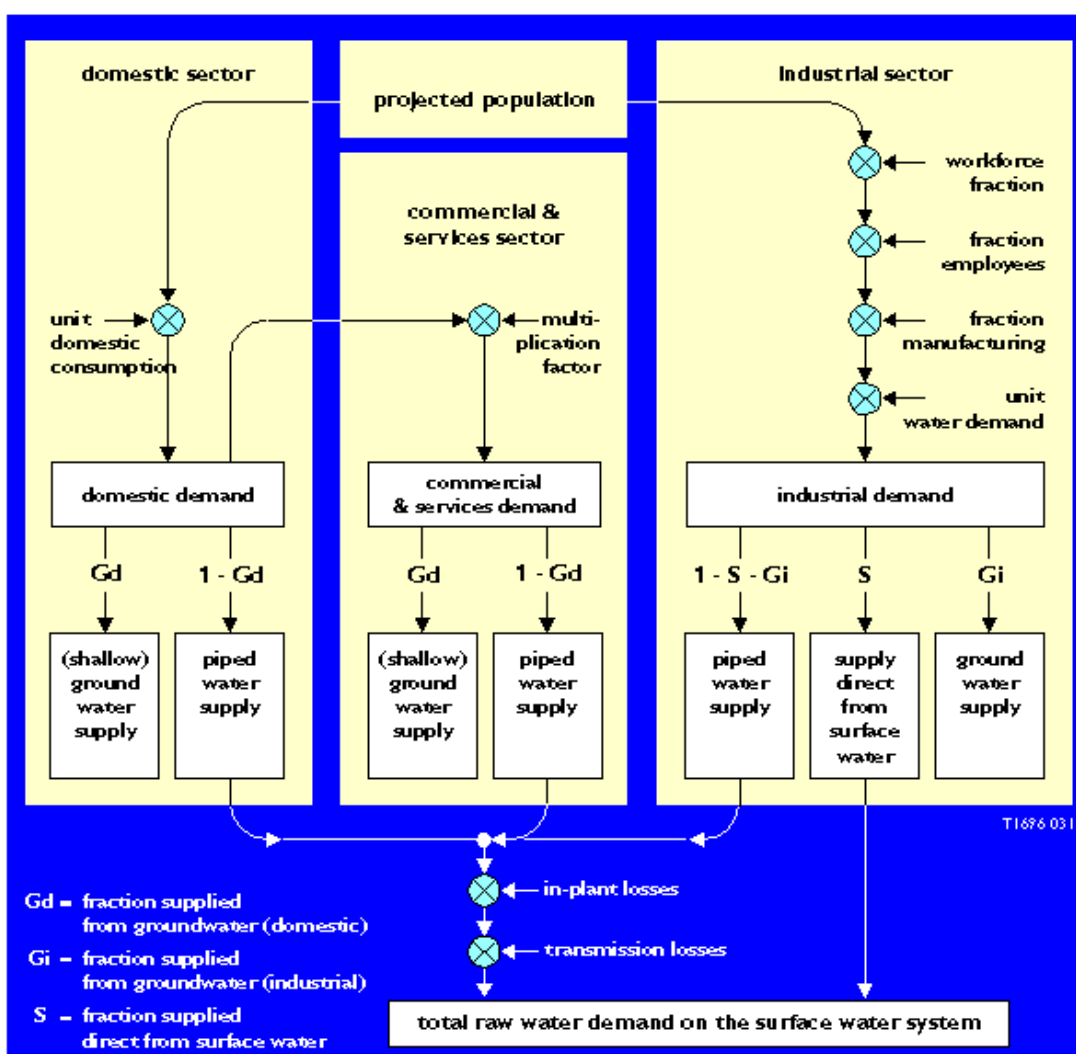 domestic sector
projected population
industrial sector
workforce
fraction
commercial &
services sector
fraction
employees
unit
domestic
consumption
multi-
plication
factor
fraction
manufacturing
unit
water demand
domestic demand
commercial
& services demand
industrial demand
Gd
1 - Gd
Gd
1 - Gd
1 - S - Gi
S
Gi
(shallow)
ground
water
supply
piped
water
supply
(shallow)
ground
water
supply
piped
water
supply
piped
water
supply
supply
direct
from
surface
water
ground
water
supply
T1696 031
in-plant losses
Gd = fraction supplied
from groundwater (domestic)
transmission losses
Gi = fraction supplied
from groundwater (industrial)
S = fraction supplied
direct from surface water
total raw water demand on the surface water system